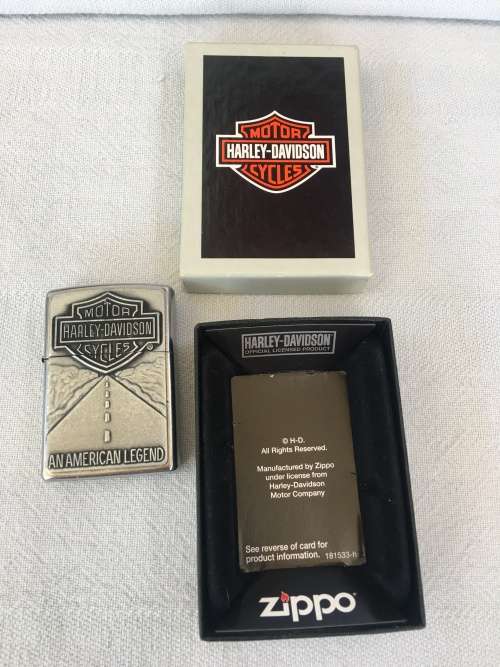 MOTOR
HARLEY-DAVIDSON
CYCLES
MOTOR
HARLEY-DAVIDSON
CYCLES
®
AN AMERICAN LEGEND
HARLEY-DAVIDSON
OFFICIAL LICENSED PRODUCT
© H-D.
All Rights Reserved.
Manufactured by Zippo
under license from
Harley-Davidson
Motor Company
See reverse of card for
product information. 181533-h
zippo